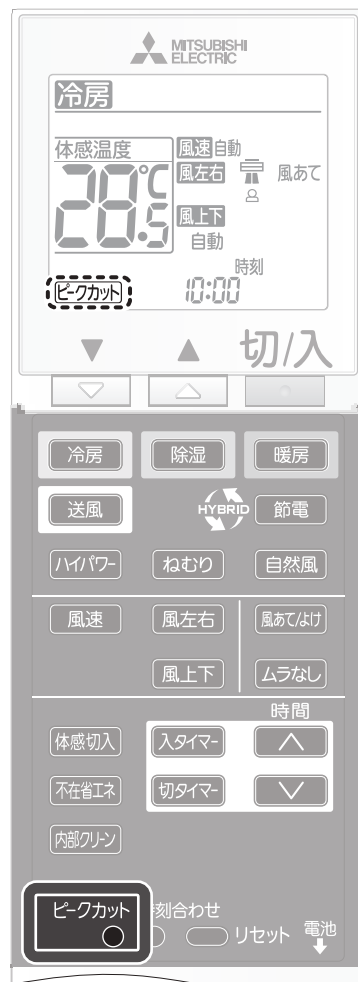 MITSUBISHI
ELECTRIC
冷房
体感温度 風速 自動
28.5℃ 風左右 風あて
風上下
自動
時刻
ピークカット 10:00
切/入
冷房 除湿 暖房
送風 HYBRID 節電
ハイパワー ねむり 自然風
風速 風左右 風あて/よけ
風上下 ムラなし
時間
体感切入 入タイマー
不在省エネ 切タイマー
内部クリーン
ピークカット 刻合わせ リセット 電池